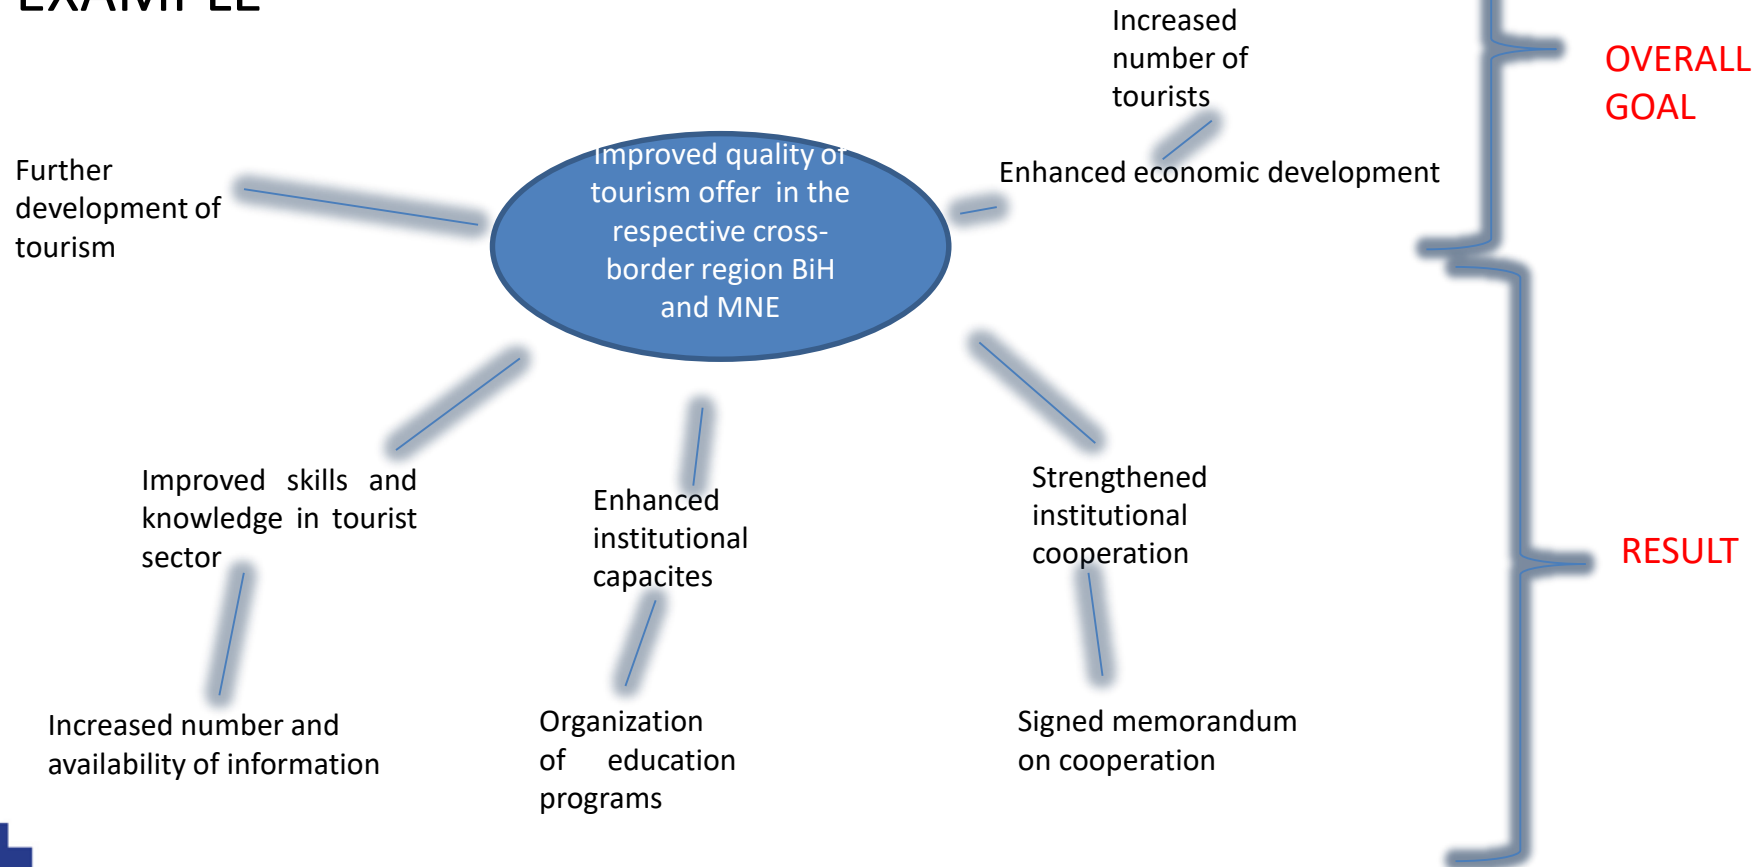 EXAMPLE
Increased
number of
tourists
OVERALL
GOAL
Further
development of
tourism
Improved quality of
tourism offer in the
respective cross-
border region BiH
and MNE
Enhanced economic development
Improved skills and
knowledge in tourist
sector
Enhanced
institutional
capacites
Strengthened
institutional
cooperation
RESULT
Increased number and
availability of information
Organization
of education
programs
Signed memorandum
on cooperation